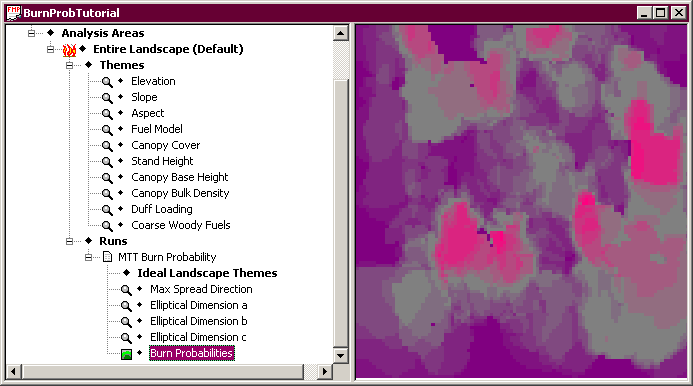 BurnProbTutorial
Analysis Areas
Entire Landscape (Default)
Themes
Elevation
Slope
Aspect
Fuel Model
Canopy Cover
Stand Height
Canopy Base Height
Canopy Bulk Density
Duff Loading
Coarse Woody Fuels
Runs
MTT Burn Probability
Ideal Landscape Themes
Max Spread Direction
Elliptical Dimension a
Elliptical Dimension b
Elliptical Dimension c
Burn Probabilities